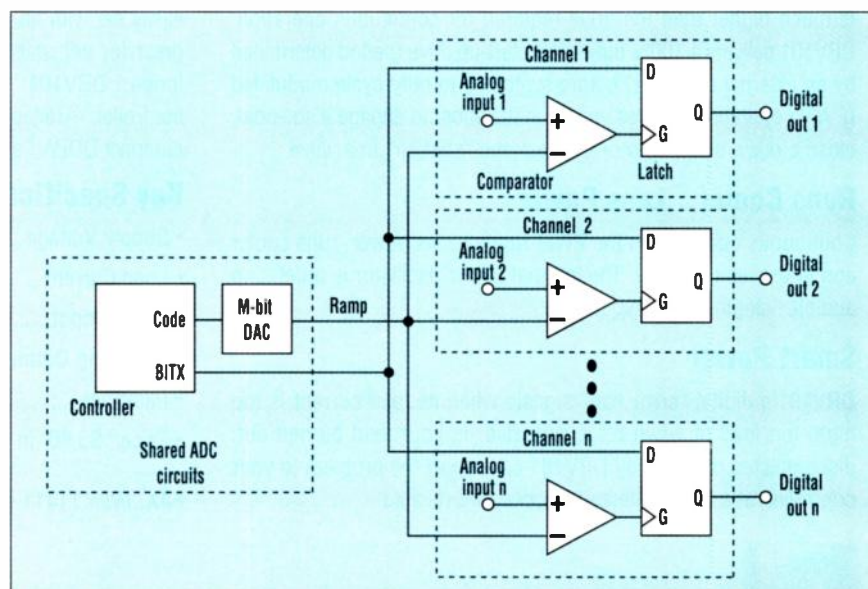 Channel 1
Analog
input 1
+
−
Comparator
D
Q
G
Latch
Digital
out 1
Channel 2
Analog
input 2
+
−
D
Q
G
Digital
out 2
Channel n
Analog
input n
+
−
D
Q
G
Digital
out n
Code
BITX
Controller
M-bit
DAC
Ramp
Shared ADC
circuits